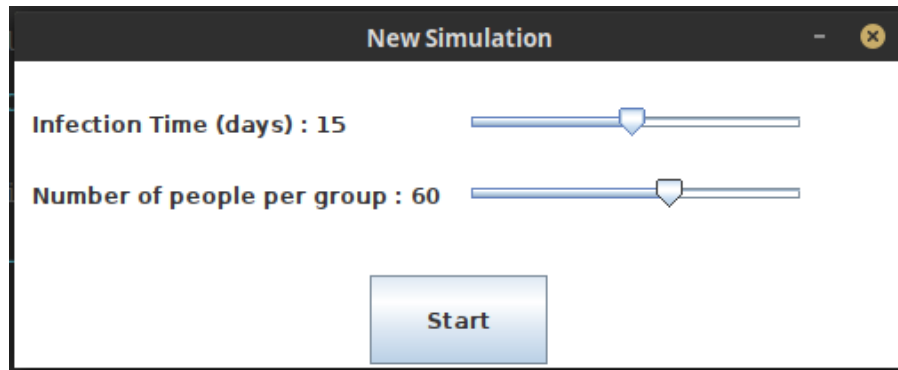 New Simulation
Infection Time (days) : 15
Number of people per group : 60
Start